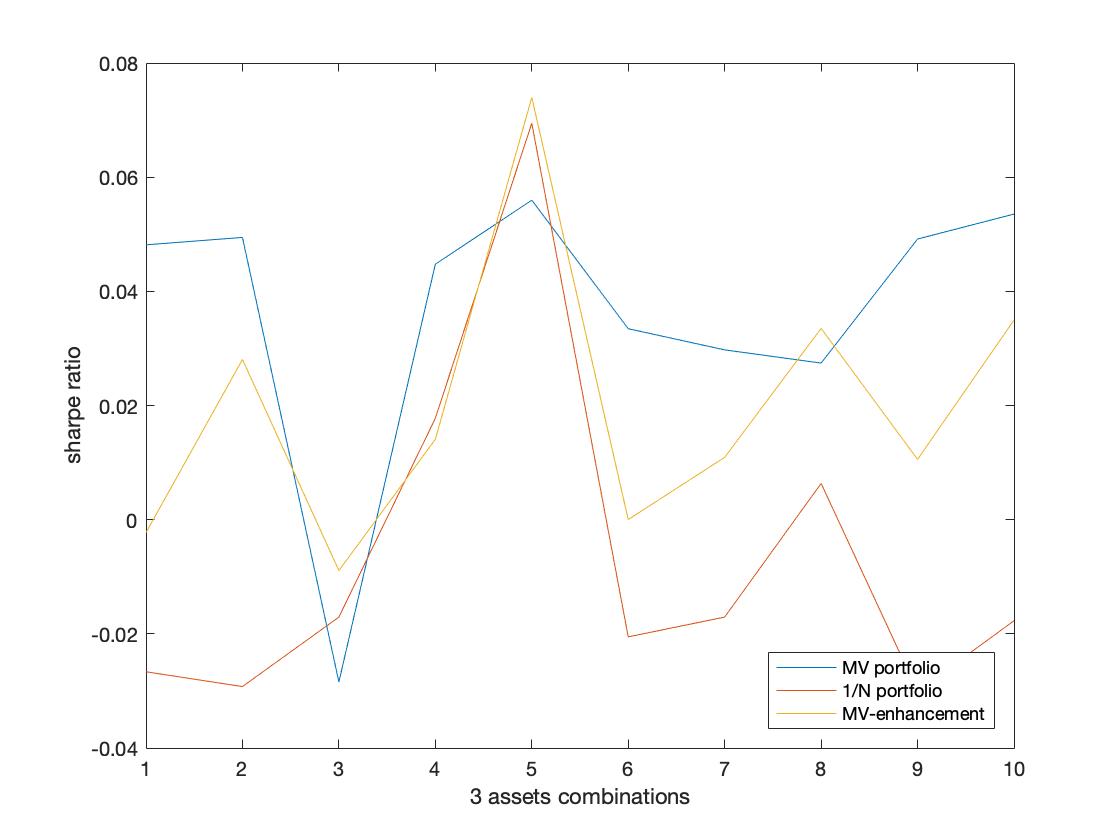 0.08
0.06
0.04
0.02
0
-0.02
-0.04
sharpe ratio
1 2 3 4 5 6 7 8 9 10
3 assets combinations
MV portfolio
1/N portfolio
MV-enhancement